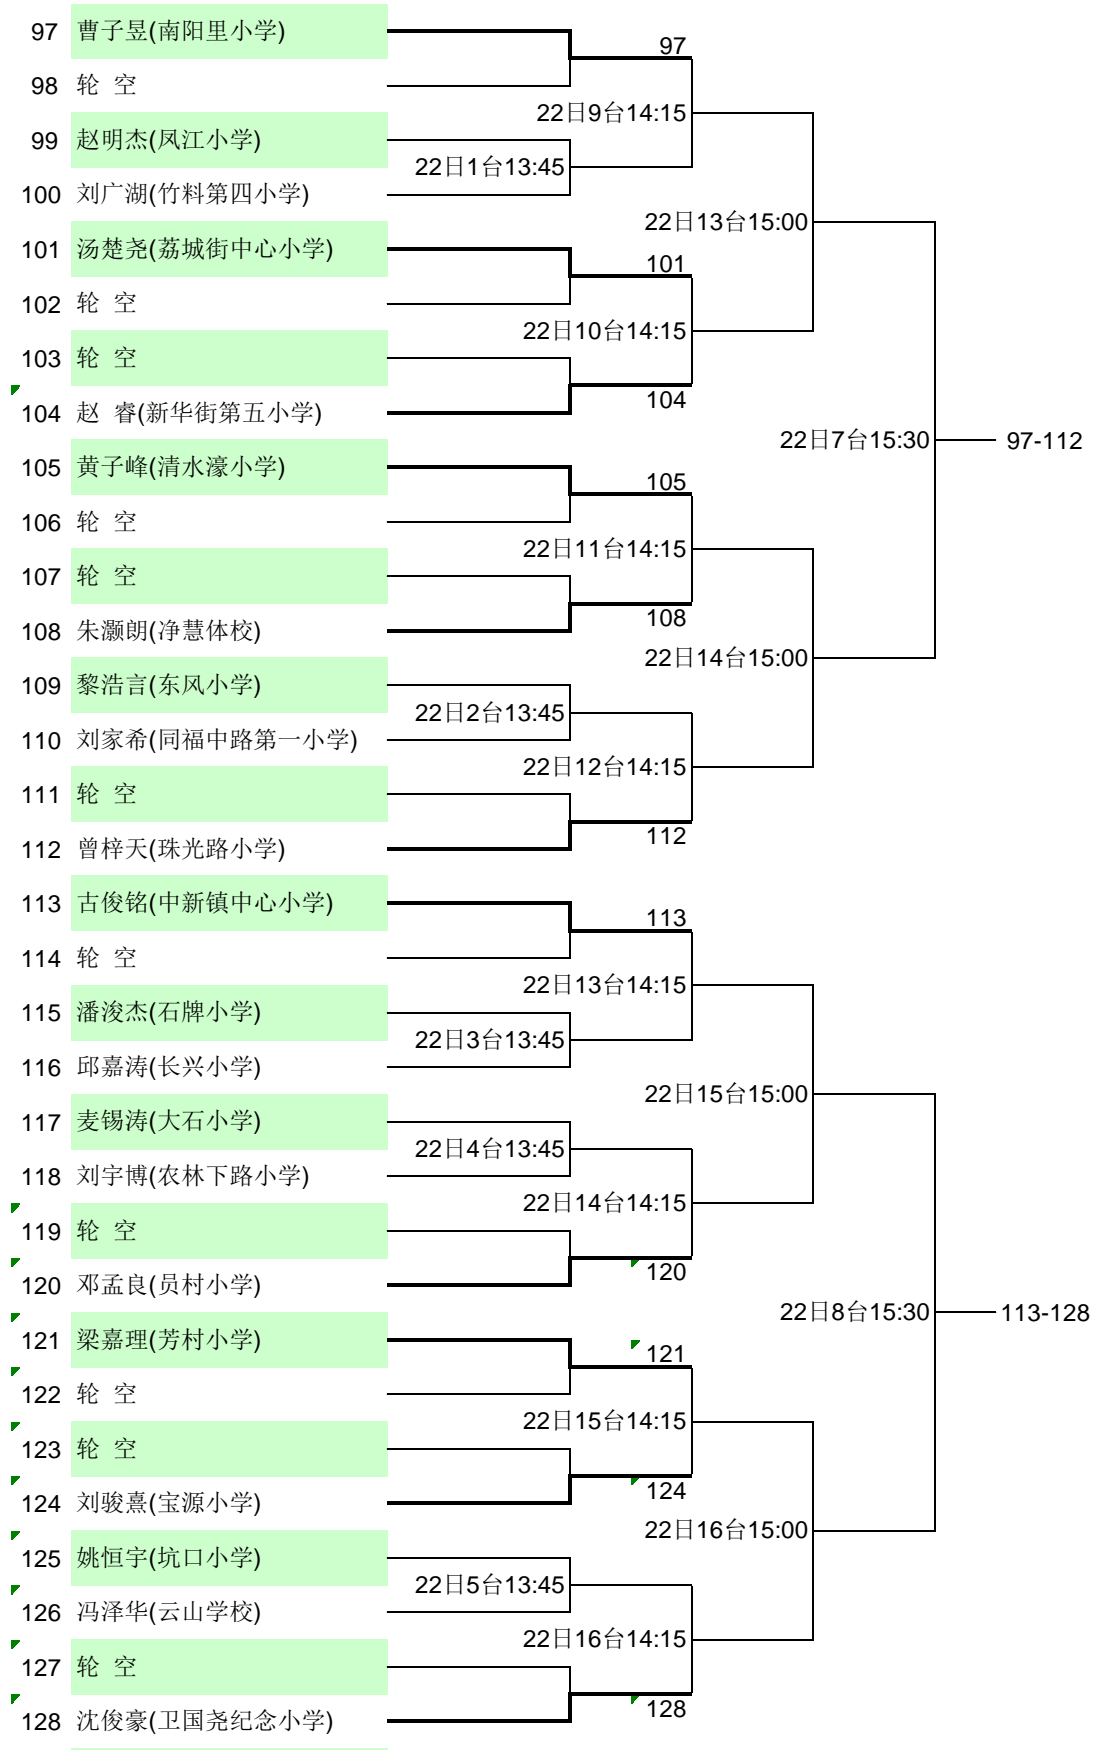 97 曹子昱(南阳里小学)
97
98 轮 空
22日9台14:15
99 赵明杰(凤江小学)
22日1台13:45
100 刘广湖(竹料第四小学)
22日13台15:00
101 汤楚尧(荔城街中心小学)
101
102 轮 空
22日10台14:15
103 轮 空
104
104 赵 睿(新华街第五小学)
22日7台15:30
97-112
105 黄子峰(清水濠小学)
105
106 轮 空
22日11台14:15
107 轮 空
108
108 朱灏朗(净慧体校)
22日14台15:00
109 黎浩言(东风小学)
22日2台13:45
110 刘家希(同福中路第一小学)
22日12台14:15
111 轮 空
112
112 曾梓天(珠光路小学)
113 古俊铭(中新镇中心小学)
113
114 轮 空
22日13台14:15
115 潘浚杰(石牌小学)
22日3台13:45
116 邱嘉涛(长兴小学)
22日15台15:00
117 麦锡涛(大石小学)
22日4台13:45
118 刘宇博(农林下路小学)
22日14台14:15
119 轮 空
120
120 邓孟良(员村小学)
22日8台15:30
113-128
121 梁嘉理(芳村小学)
121
122 轮 空
22日15台14:15
123 轮 空
124
124 刘骏熹(宝源小学)
22日16台15:00
125 姚恒宇(坑口小学)
22日5台13:45
126 冯泽华(云山学校)
22日16台14:15
127 轮 空
128
128 沈俊豪(卫国尧纪念小学)